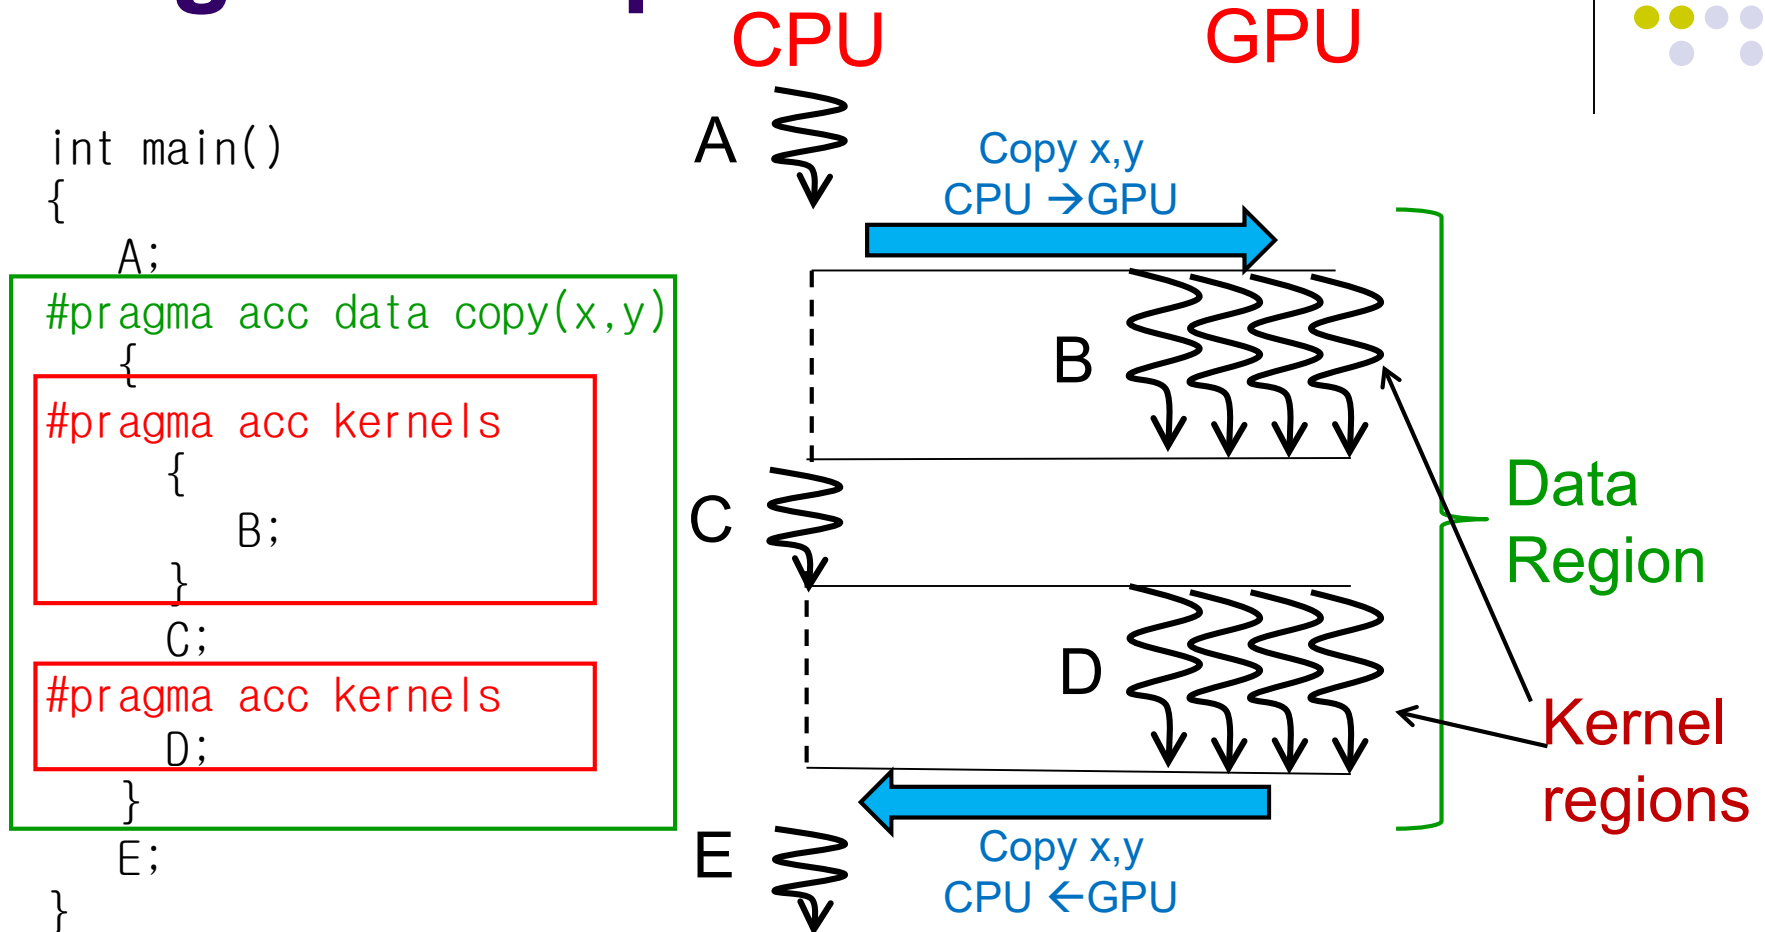 int main()
{
A;
#pragma acc data copy(x,y)
{
#pragma acc kernels
{
B;
}
C;
#pragma acc kernels
D;
}
E;
}
CPU
GPU
A
Copy x,y
CPU →GPU
B
C
D
E
Copy x,y
CPU ←GPU
Data
Region
Kernel
regions